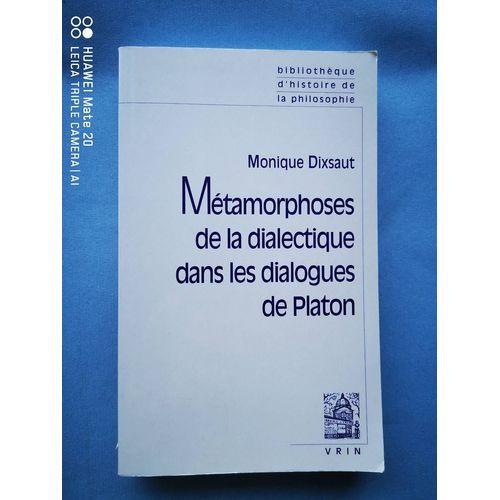 HUAWEI Mate 20
LEICA TRIPLE CAMERA | AI
bibliothèque
d'histoire de
la philosophie
Monique Dixsaut
Métamorphoses
de la dialectique
dans les dialogues
de Platon
VRIN